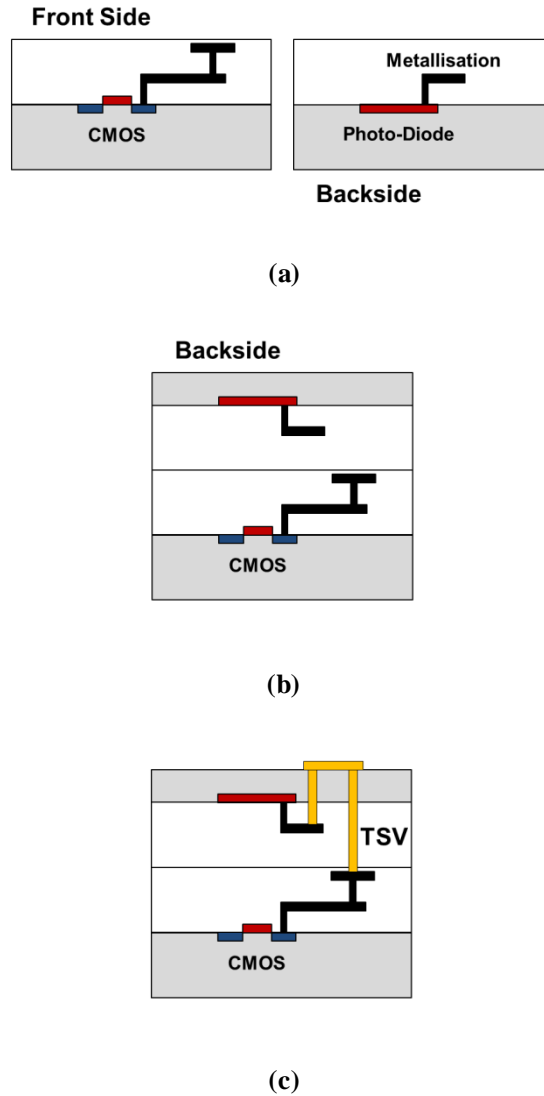 Front Side
Metallisation
CMOS
Photo-Diode
Backside
(a)
Backside
CMOS
(b)
TSV
CMOS
(c)